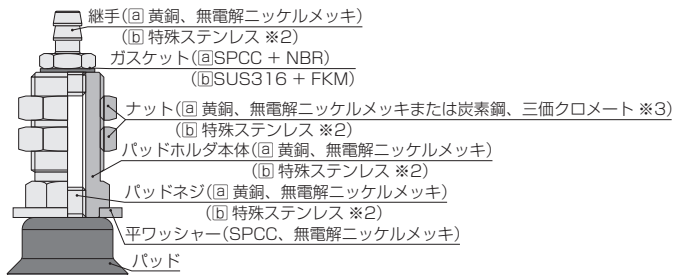 継手(ⓐ 黄銅、無電解ニッケルメッキ)
(ⓑ 特殊ステンレス ※2)
ガスケット(ⓐSPCC + NBR)
(ⓑSUS316 + FKM)
ナット(ⓐ 黄銅、無電解ニッケルメッキまたは炭素鋼、三価クロメート ※3)
(ⓑ 特殊ステンレス ※2)
パッドホルダ本体(ⓐ 黄銅、無電解ニッケルメッキ)
(ⓑ 特殊ステンレス ※2)
パッドネジ(ⓐ 黄銅、無電解ニッケルメッキ)
(ⓑ 特殊ステンレス ※2)
平ワッシャー(SPCC、無電解ニッケルメッキ)
パッド